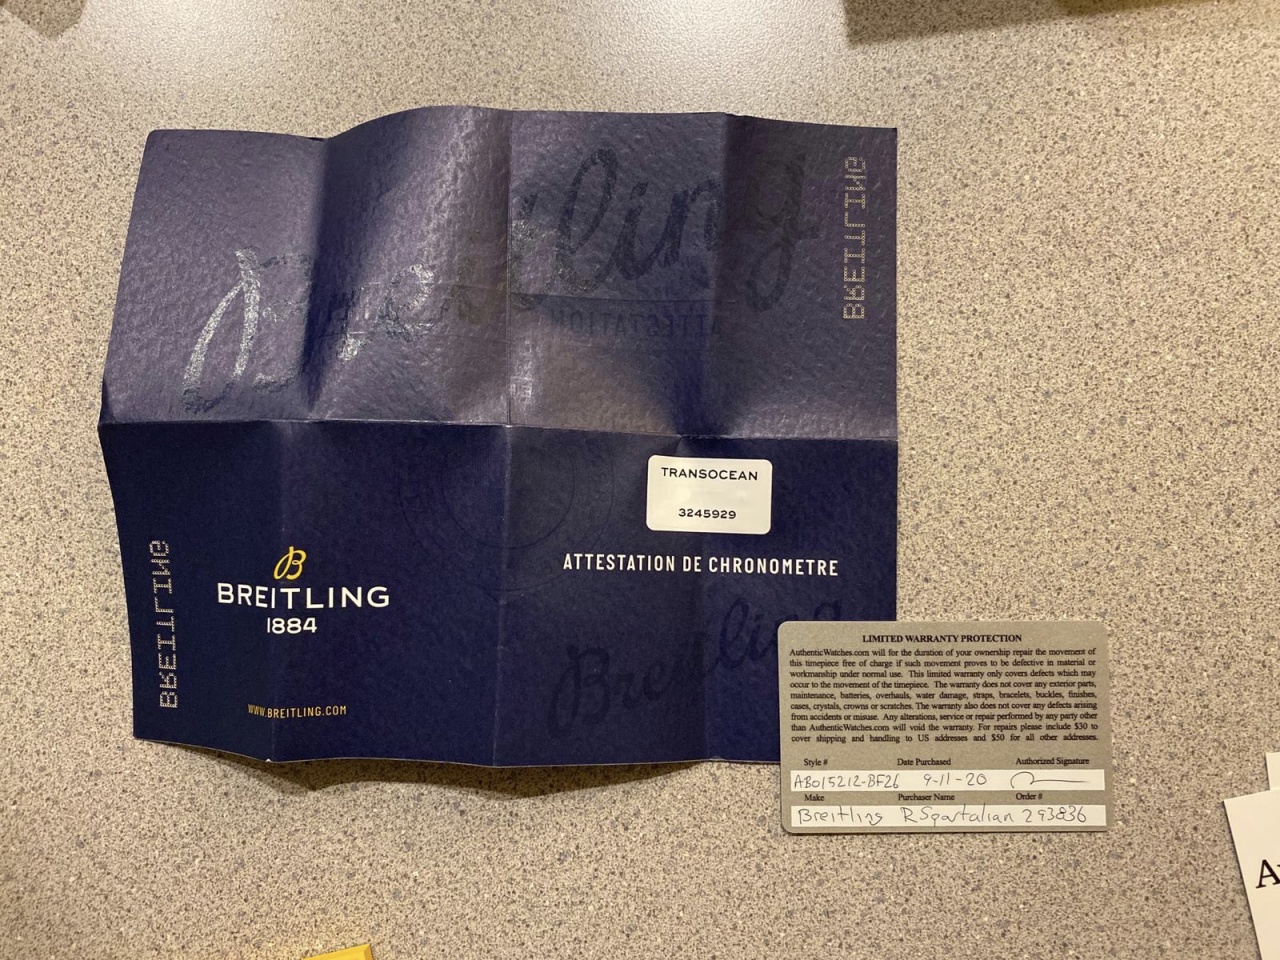 Breitling
ATTESTATION
BREITLING
TRANSOCEAN
3245929
ATTESTATION DE CHRONOMETRE
B
BREITLING
1884
BREITLING
WWW.BREITLING.COM
Breitling
LIMITED WARRANTY PROTECTION
AuthenticWatches.com will for the duration of your ownership repair the movement of
this timepiece free of charge if such movement proves to be defective in material or
workmanship under normal use. This limited warranty only covers defects which may
occur to the movement of the timepiece. The warranty does not cover any exterior parts,
maintenance, batteries, overhauls, water damage, straps, bracelets, buckles, finishes,
cases, crystals, crowns or scratches. The warranty also does not cover any defects arising
from accidents or misuse. Any alterations, service or repair performed by any party other
than AuthenticWatches.com will void the warranty. For repairs please include $30 to
cover shipping and handling to US addresses and $50 for all other addresses.
Style # Date Purchased Authorized Signature
AB015212-BF26 9-11-20
Make Purchaser Name Order #
Breitling R Spartalian 293836